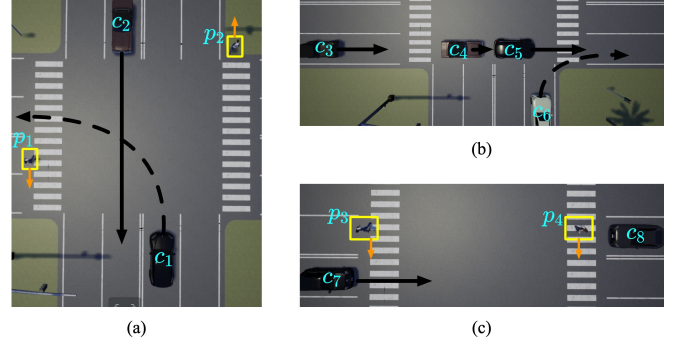 c₂
p₂
p₁
c₁
(a)
c₃
c₄
c₅
c₆
(b)
p₃
p₄
c₇
c₈
(c)